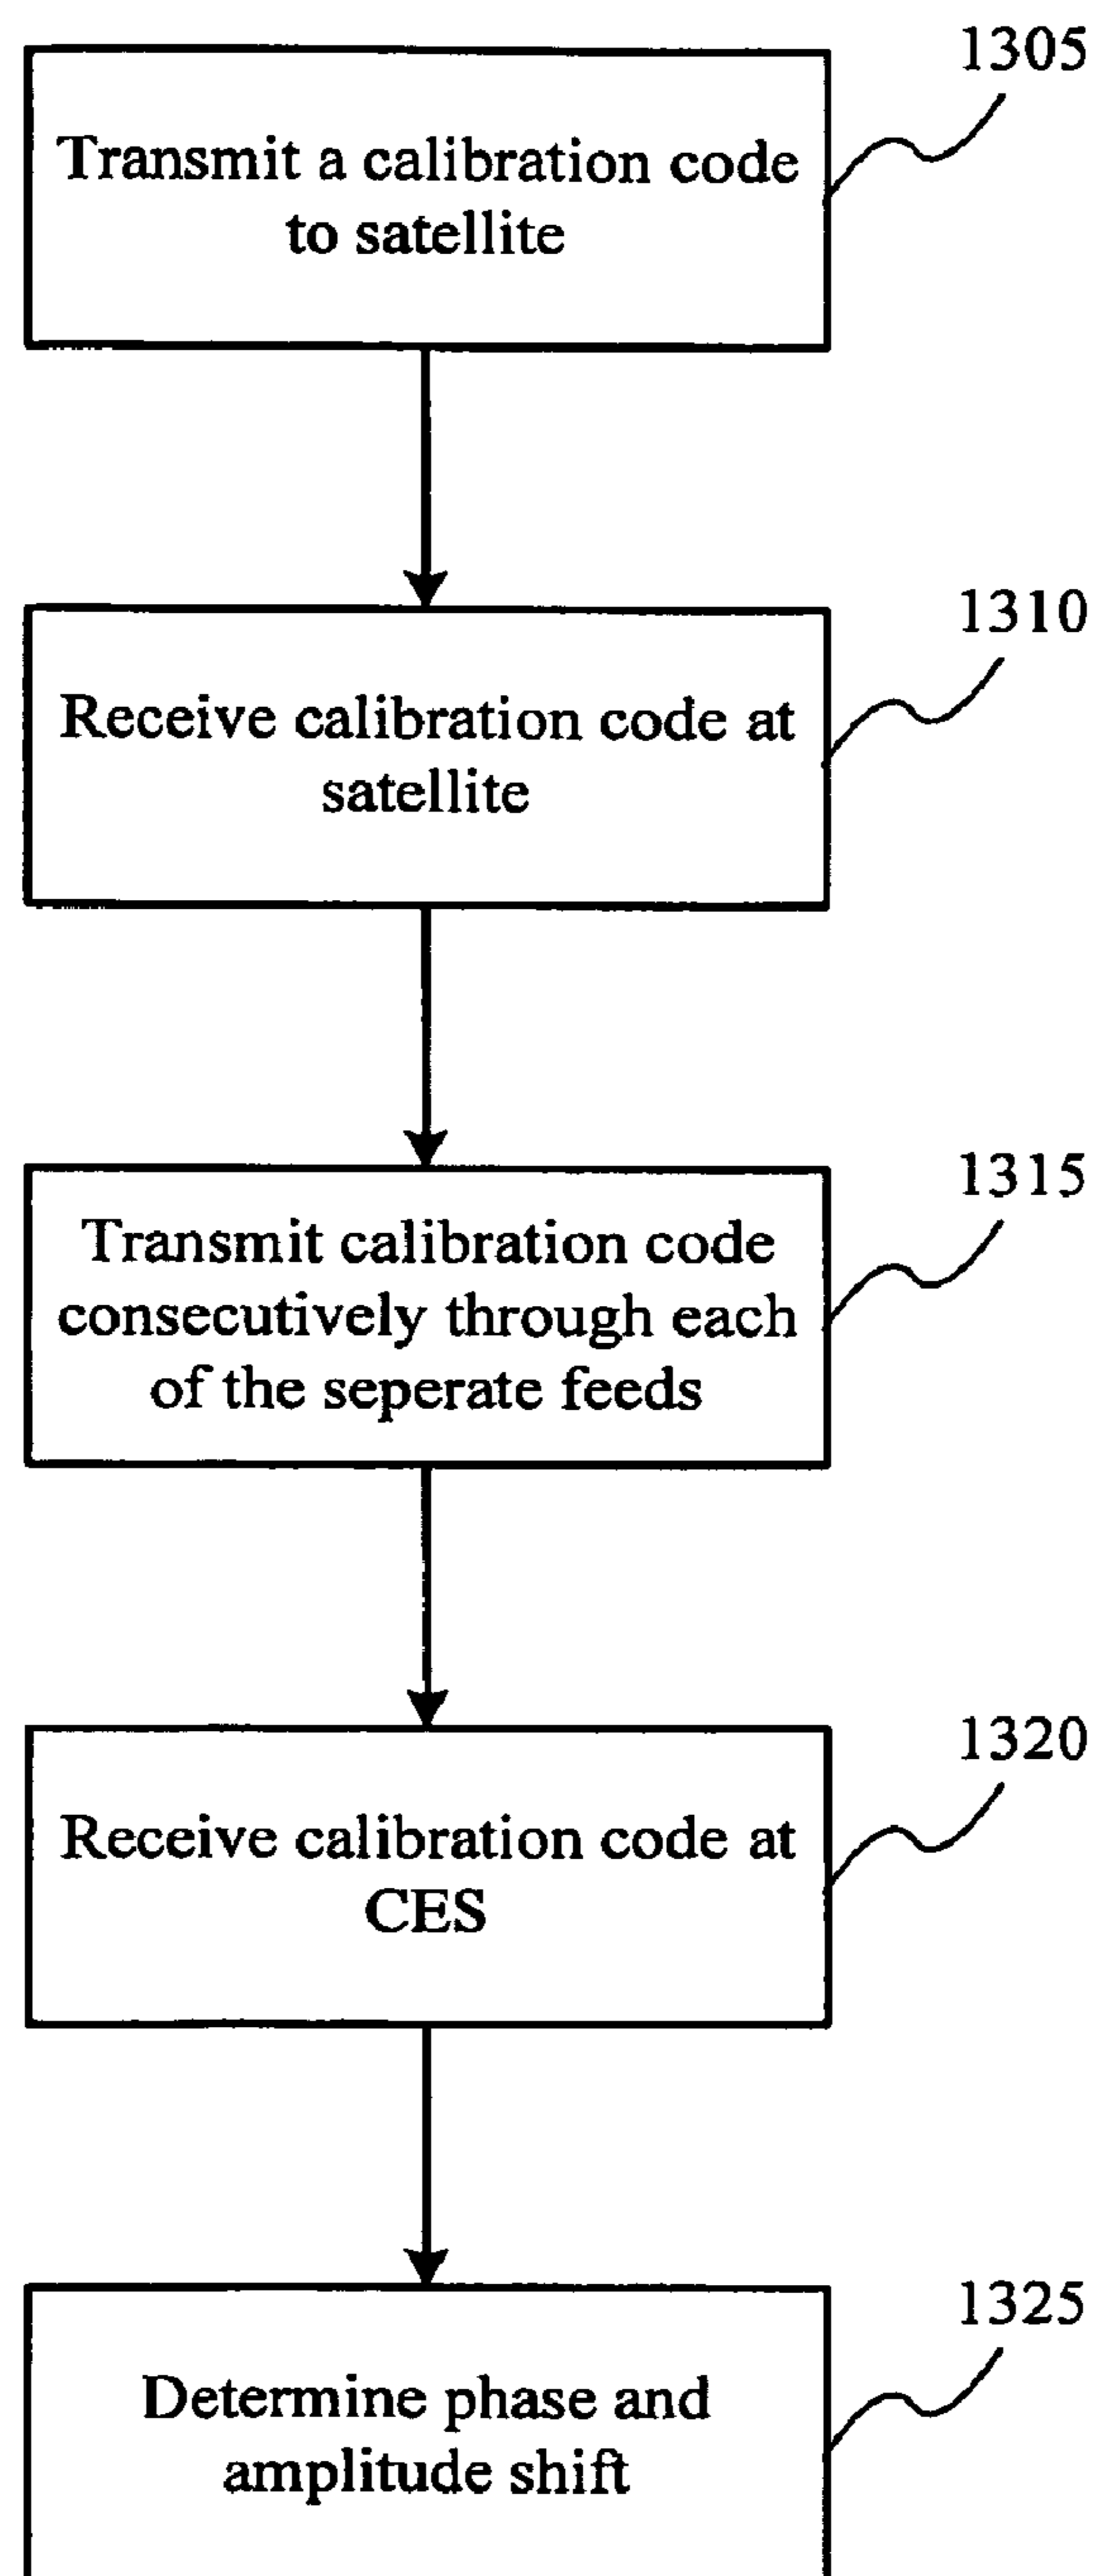 1305
Transmit a calibration code
to satellite
1310
Receive calibration code at
satellite
1315
Transmit calibration code
consecutively through each
of the seperate feeds
1320
Receive calibration code at
CES
1325
Determine phase and
amplitude shift